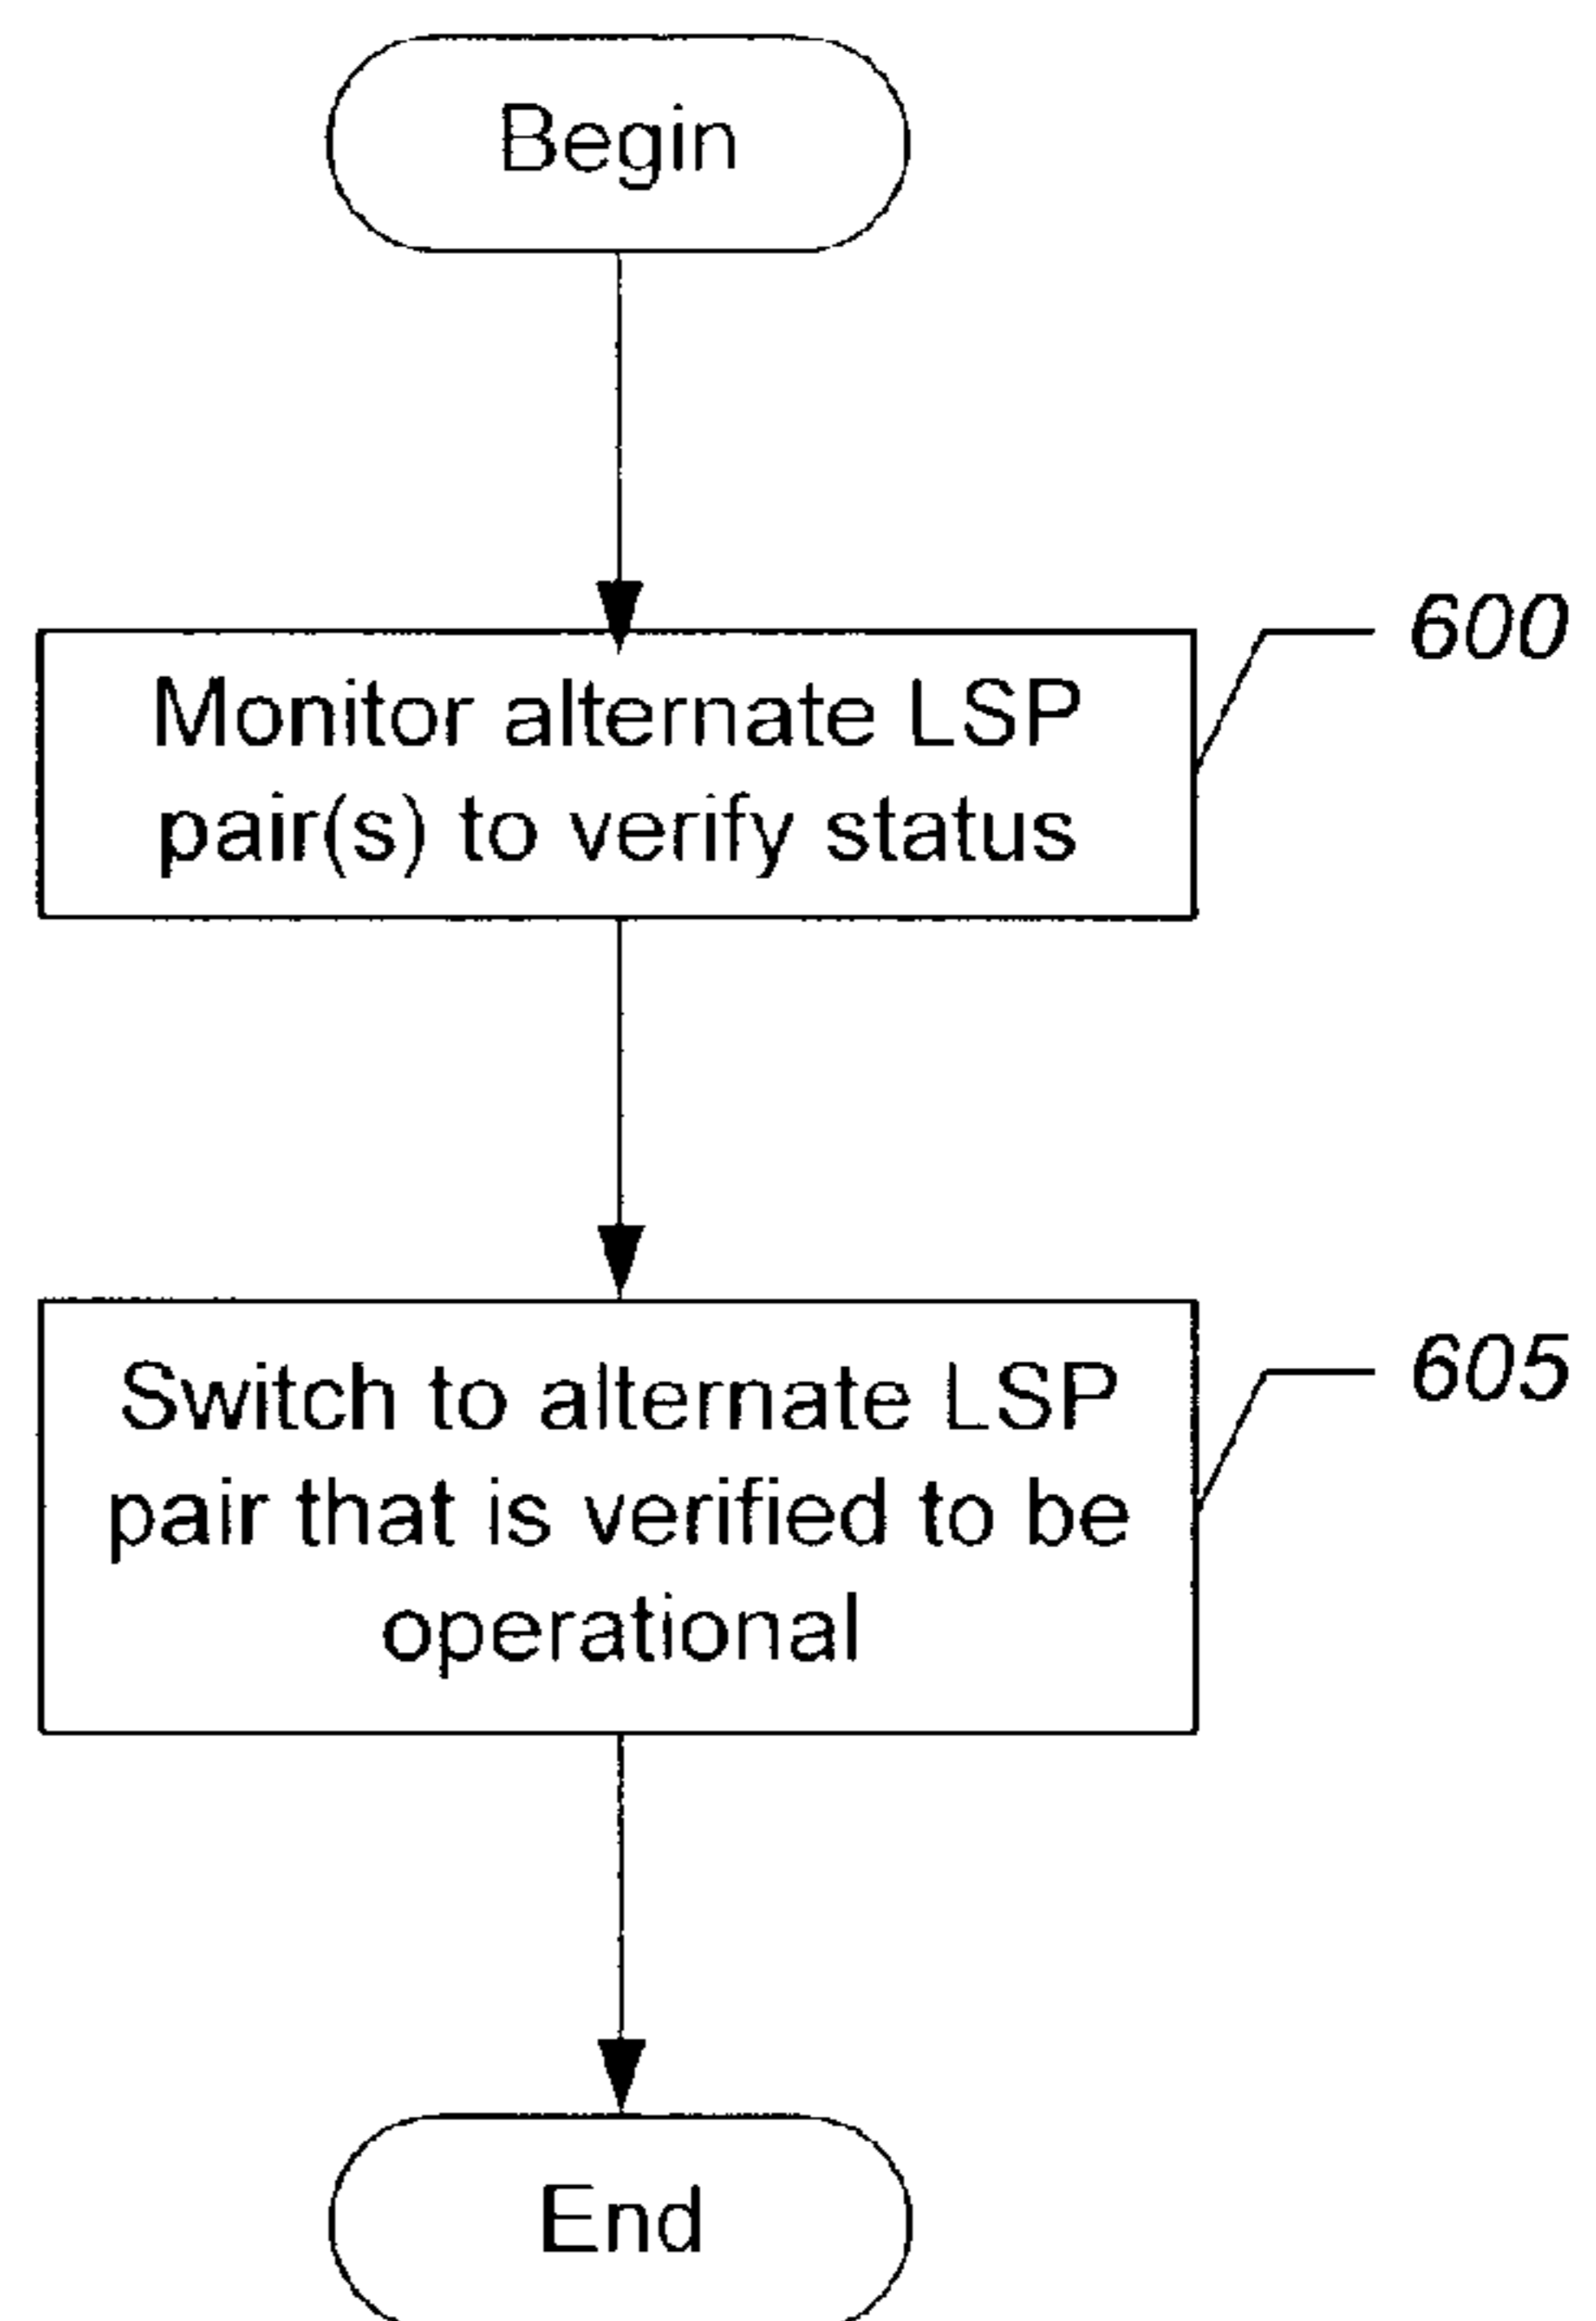 Begin
600
Monitor alternate LSP
pair(s) to verify status
605
Switch to alternate LSP
pair that is verified to be
operational
End